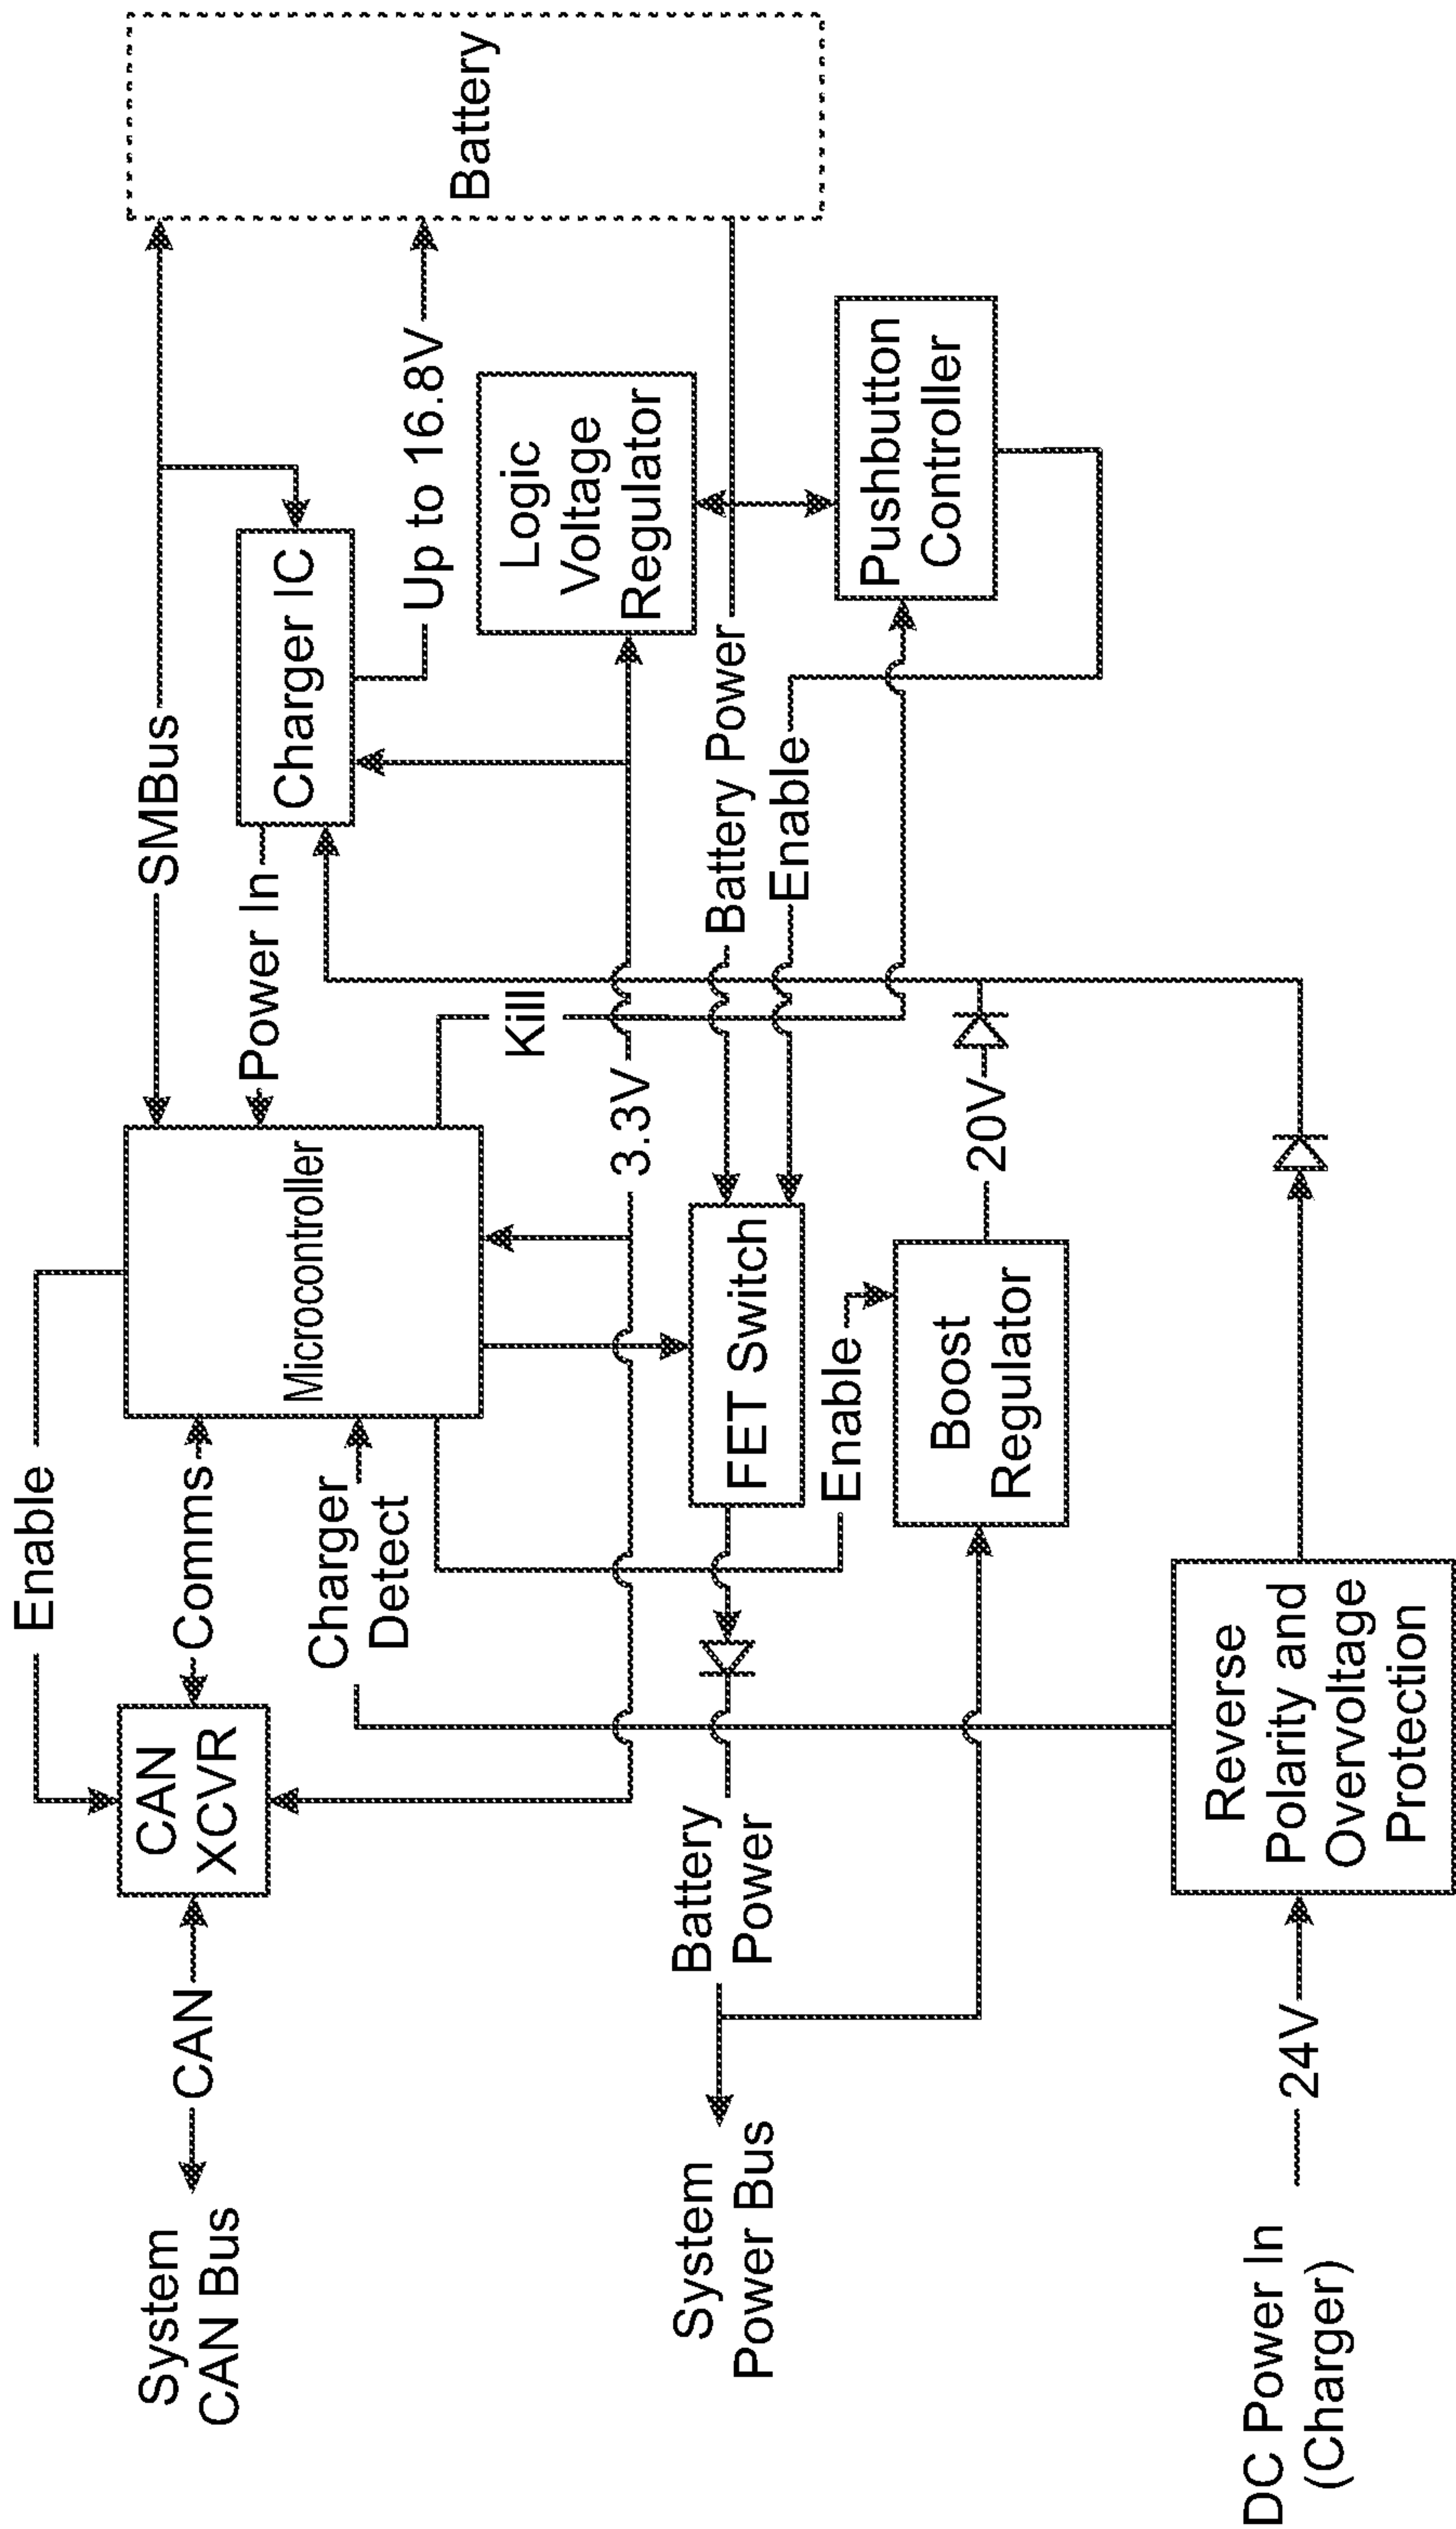 System
CAN Bus
CAN
CAN
XCVR
Enable
Comms
Charger
Detect
Microcontroller
SMBus
Power In
Charger IC
Kill
Up to 16.8V
Battery
3.3V
Logic
Voltage
Regulator
System
Power Bus
Battery
Power
FET Switch
Battery Power
Enable
Pushbutton
Controller
Enable
Boost
Regulator
20V
DC Power In
(Charger)
24V
Reverse
Polarity and
Overvoltage
Protection